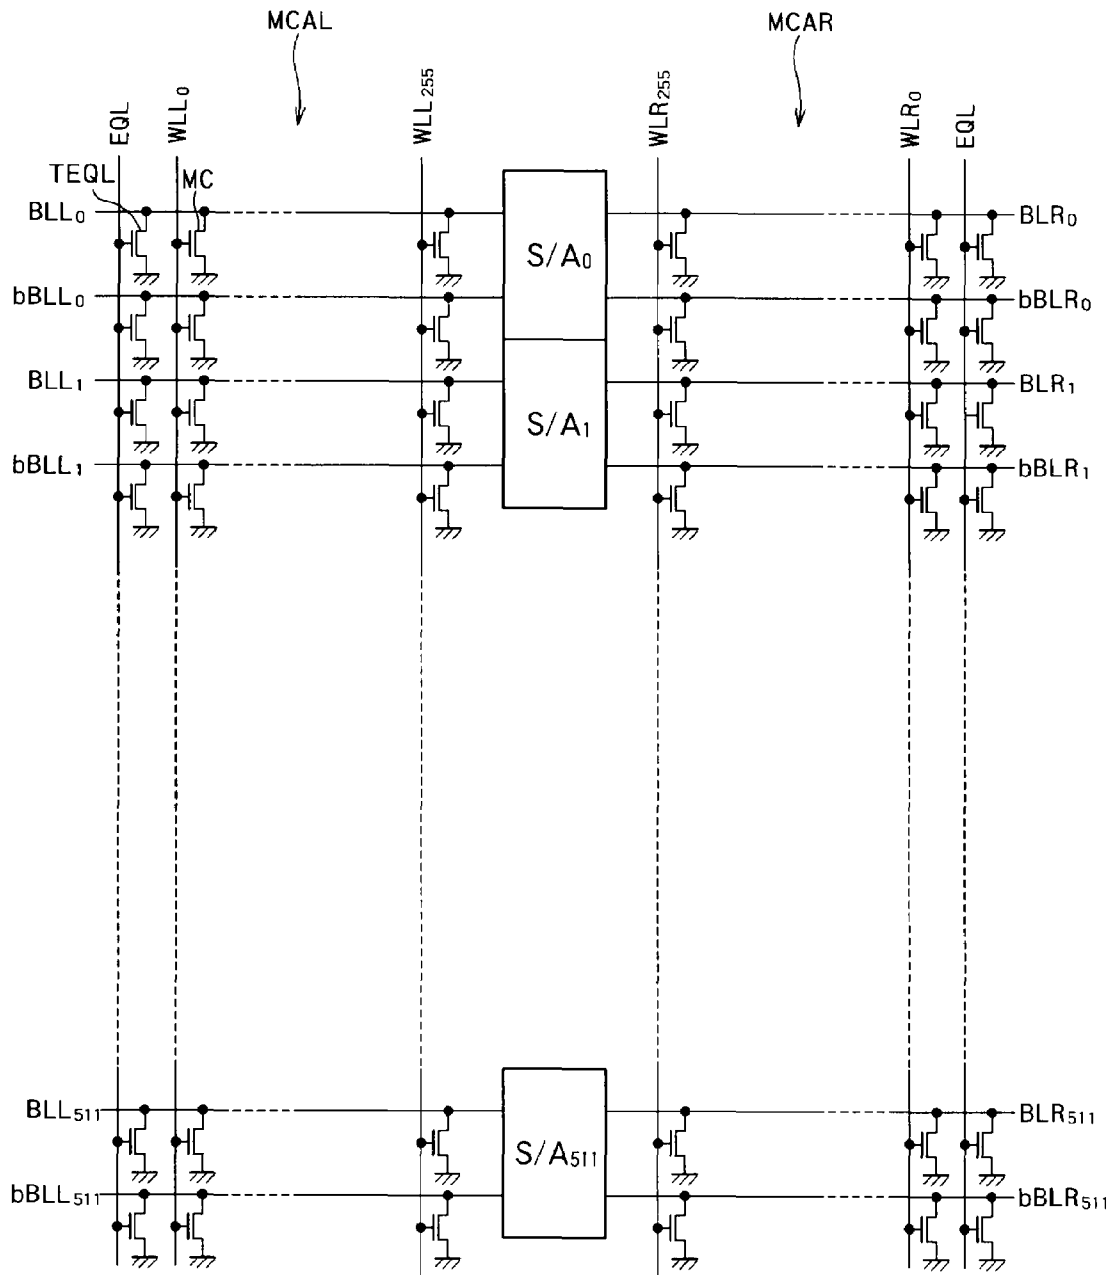 MCAL MCAR
EQL WLL0 WLL255 WLR255 WLR0 EQL
TEQL MC
BLL0 S/A0 BLR0
bBLL0 bBLR0
BLL1 S/A1 BLR1
bBLL1 bBLR1
BLL511 S/A511 BLR511
bBLL511 bBLR511